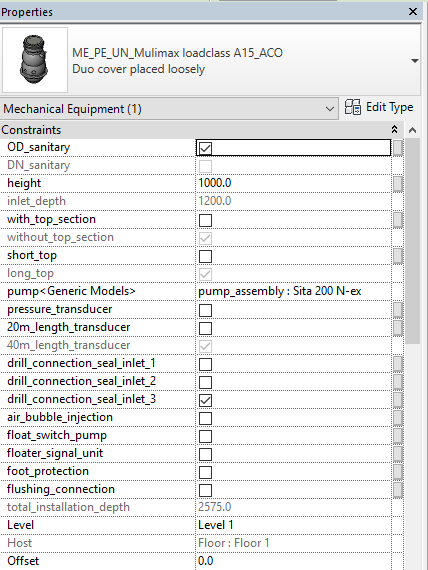 Properties
ME_PE_UN_Mulimax loadclass A15_ACO
Duo cover placed loosely
Mechanical Equipment (1)
Edit Type
Constraints
OD_sanitary
DN_sanitary
height 1000.0
inlet_depth 1200.0
with_top_section
without_top_section
short_top
long_top
pump<Generic Models> pump_assembly : Sita 200 N-ex
pressure_transducer
20m_length_transducer
40m_length_transducer
drill_connection_seal_inlet_1
drill_connection_seal_inlet_2
drill_connection_seal_inlet_3
air_bubble_injection
float_switch_pump
floater_signal_unit
foot_protection
flushing_connection
total_installation_depth 2575.0
Level Level 1
Host Floor : Floor 1
Offset 0.0